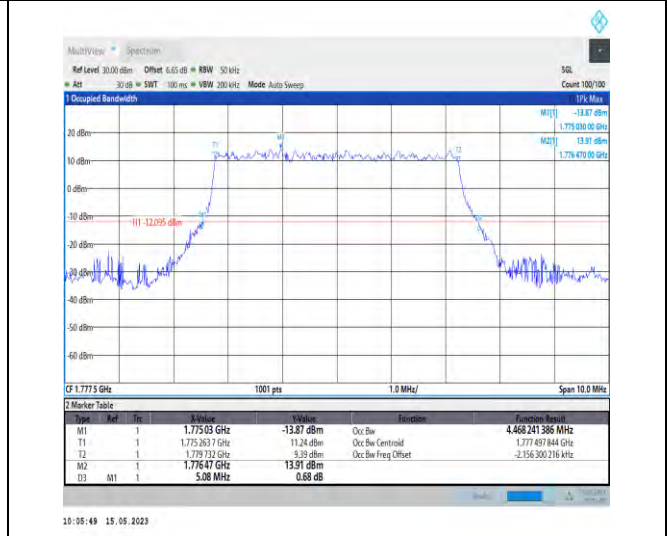 MultiView Spectrum
Ref Level 30.00 dBm Offset 6.65 dB RBW 50 kHz SGL
Att 30 dB SWT 100 ms VBW 200 kHz Mode Auto Sweep Count 100/100
1 Occupied Bandwidth 1Pk Max
M1[1] -13.87 dBm
1.775 030 00 GHz
M2[1] 13.91 dBm
1.776 470 00 GHz
20 dBm
M2
T1
T2
10 dBm
0 dBm
-10 dBm
H1 -12.095 dBm
-20 dBm
-30 dBm
-40 dBm
-50 dBm
-60 dBm
CF 1.7775 GHz 1001 pts 1.0 MHz/ Span 10.0 MHz
2 Marker Table
Type Ref Trc X-Value Y-Value Function Function Result
M1 1 1.77503 GHz -13.87 dBm Occ Bw 4.468 241 386 MHz
T1 1 1.775 263 7 GHz 11.24 dBm Occ Bw Centroid 1.777 497 844 GHz
T2 1 1.779 732 GHz 9.39 dBm Occ Bw Freq Offset -2.156 300 216 kHz
M2 1 1.77647 GHz 13.91 dBm
D3 M1 1 5.08 MHz 0.68 dB
10:05:49 15.05.2023